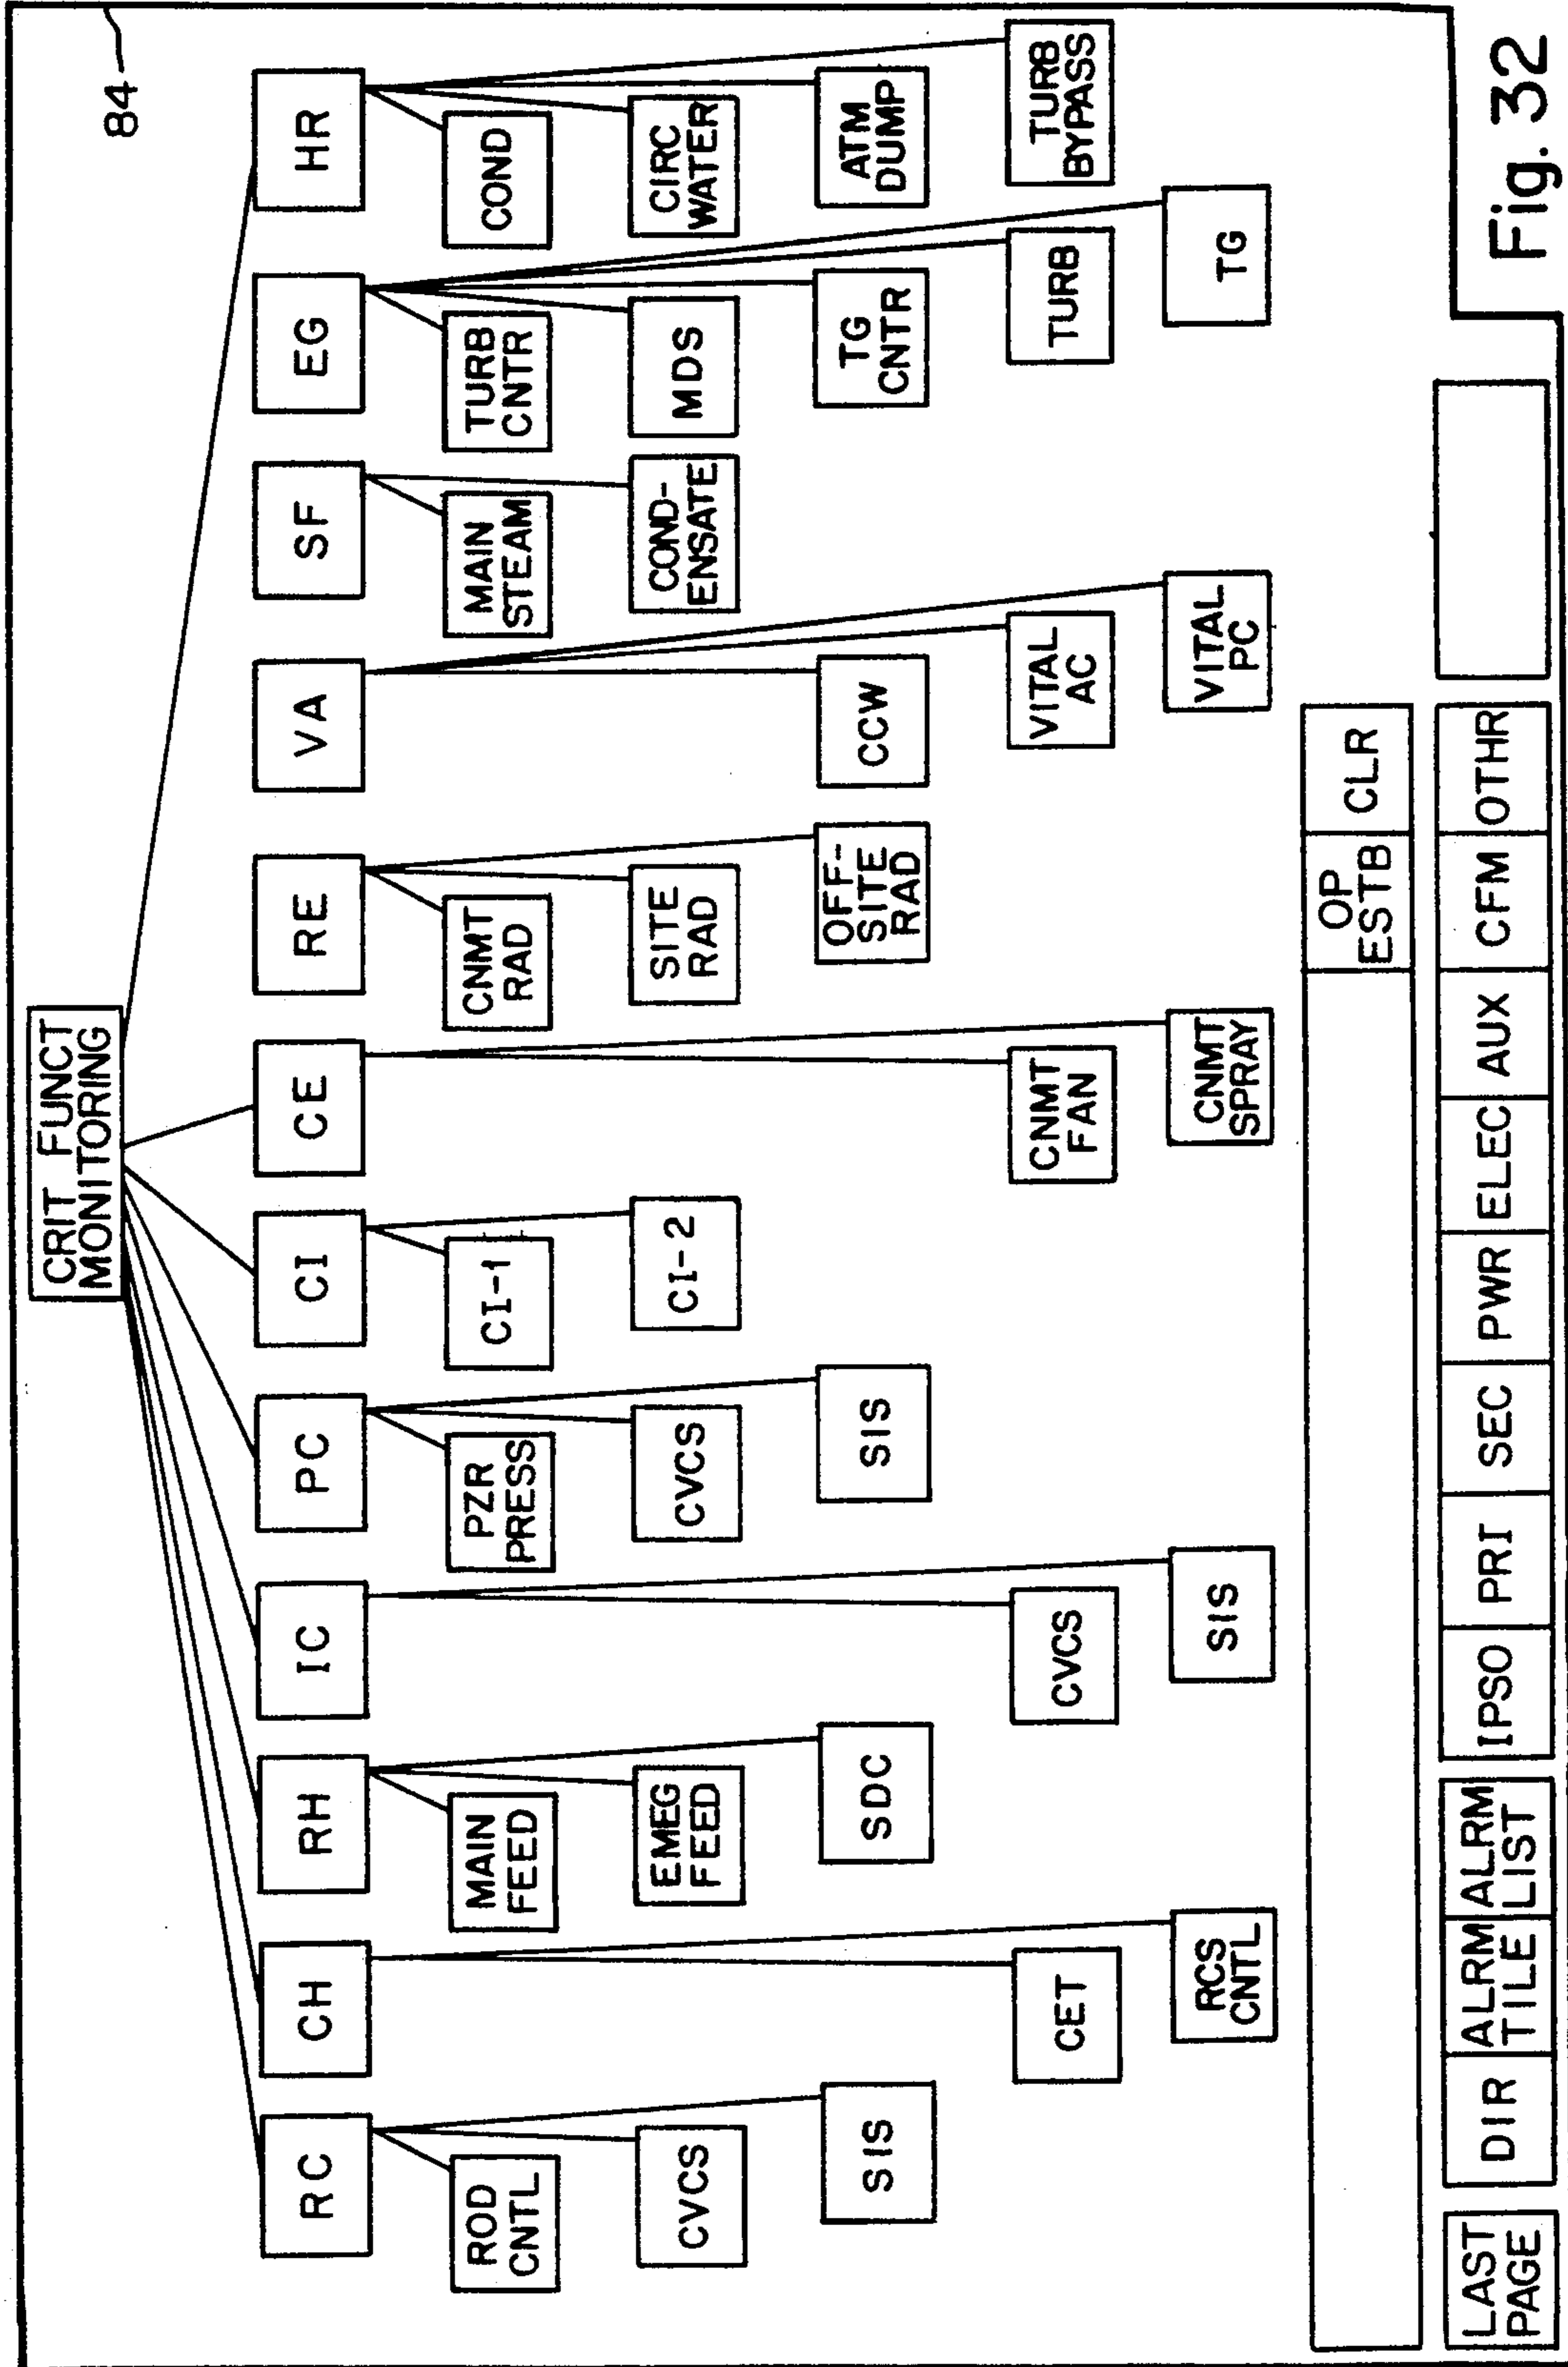 84
CRIT FUNCT
MONITORING
RC
CH
RH
IC
PC
CI
CE
RE
VA
SF
EG
HR
ROD
CNTL
MAIN
FEED
PZR
PRESS
CI-1
CNMT
RAD
MAIN
STEAM
TURB
CNTR
COND
CVCS
EMEG
FEED
CVCS
CI-2
SITE
RAD
COND-
ENSATE
MDS
CIRC
WATER
SIS
SDC
SIS
OFF-
SITE
RAD
CCW
TG
CNTR
ATM
DUMP
CET
CVCS
CNMT
FAN
VITAL
AC
TURB
TURB
BYPASS
RCS
CNTL
SIS
CNMT
SPRAY
VITAL
PC
TG
OP
ESTB
CLR
LAST
PAGE
DIR
ALRM
TILE
ALRM
LIST
IPSO
PRI
SEC
PWR
ELEC
AUX
CFM
OTHR
Fig. 32